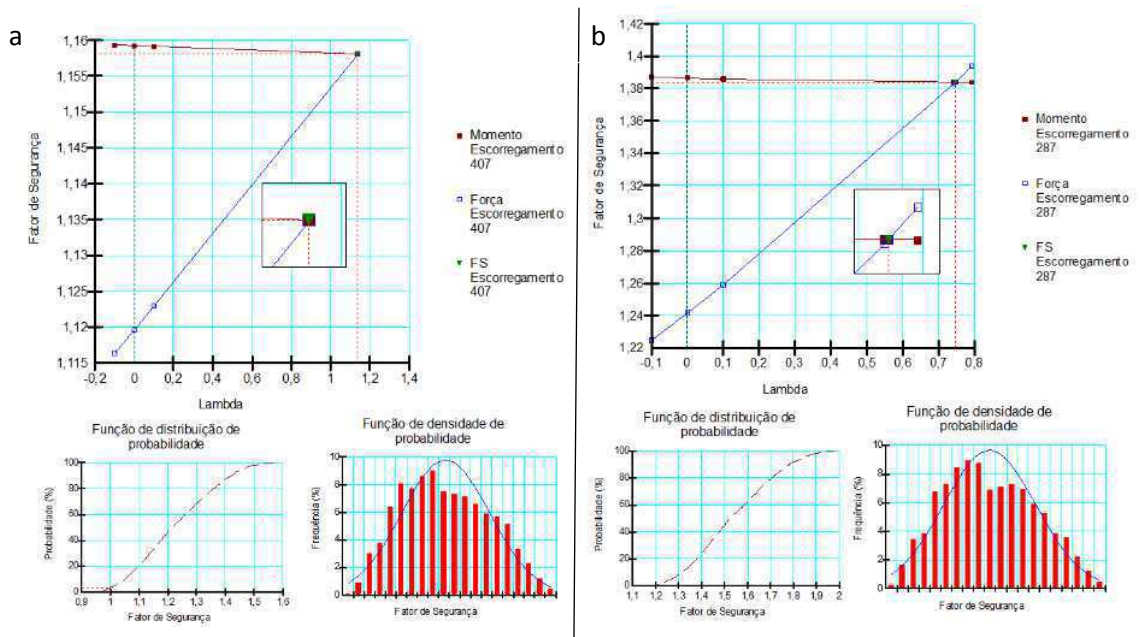 a
1,16
1,155
1,15
1,145
1,14
1,135
1,13
1,125
1,12
1,115
Fator de Segurança
-0,2 0 0,2 0,4 0,6 0,8 1 1,2 1,4
Lambda
Momento
Escorregamento
407
Força
Escorregamento
407
FS
Escorregamento
407
Função de distribuição de
probabilidade
100
80
60
40
20
0
Probabilidade (%)
0,9 1 1,1 1,2 1,3 1,4 1,5 1,6
Fator de Segurança
Função de densidade de
probabilidade
10
8
6
4
2
0
Frequência (%)
Fator de Segurança
b
1,42
1,4
1,38
1,36
1,34
1,32
1,3
1,28
1,26
1,24
1,22
Fator de Segurança
-0,1 0 0,1 0,2 0,3 0,4 0,5 0,6 0,7 0,8
Lambda
Momento
Escorregamento
287
Força
Escorregamento
287
FS
Escorregamento
287
Função de distribuição de
probabilidade
100
80
60
40
20
0
Probabilidade (%)
1,1 1,2 1,3 1,4 1,5 1,6 1,7 1,8 1,9 2
Fator de Segurança
Função de densidade de
probabilidade
10
8
6
4
2
0
Frequência (%)
Fator de Segurança